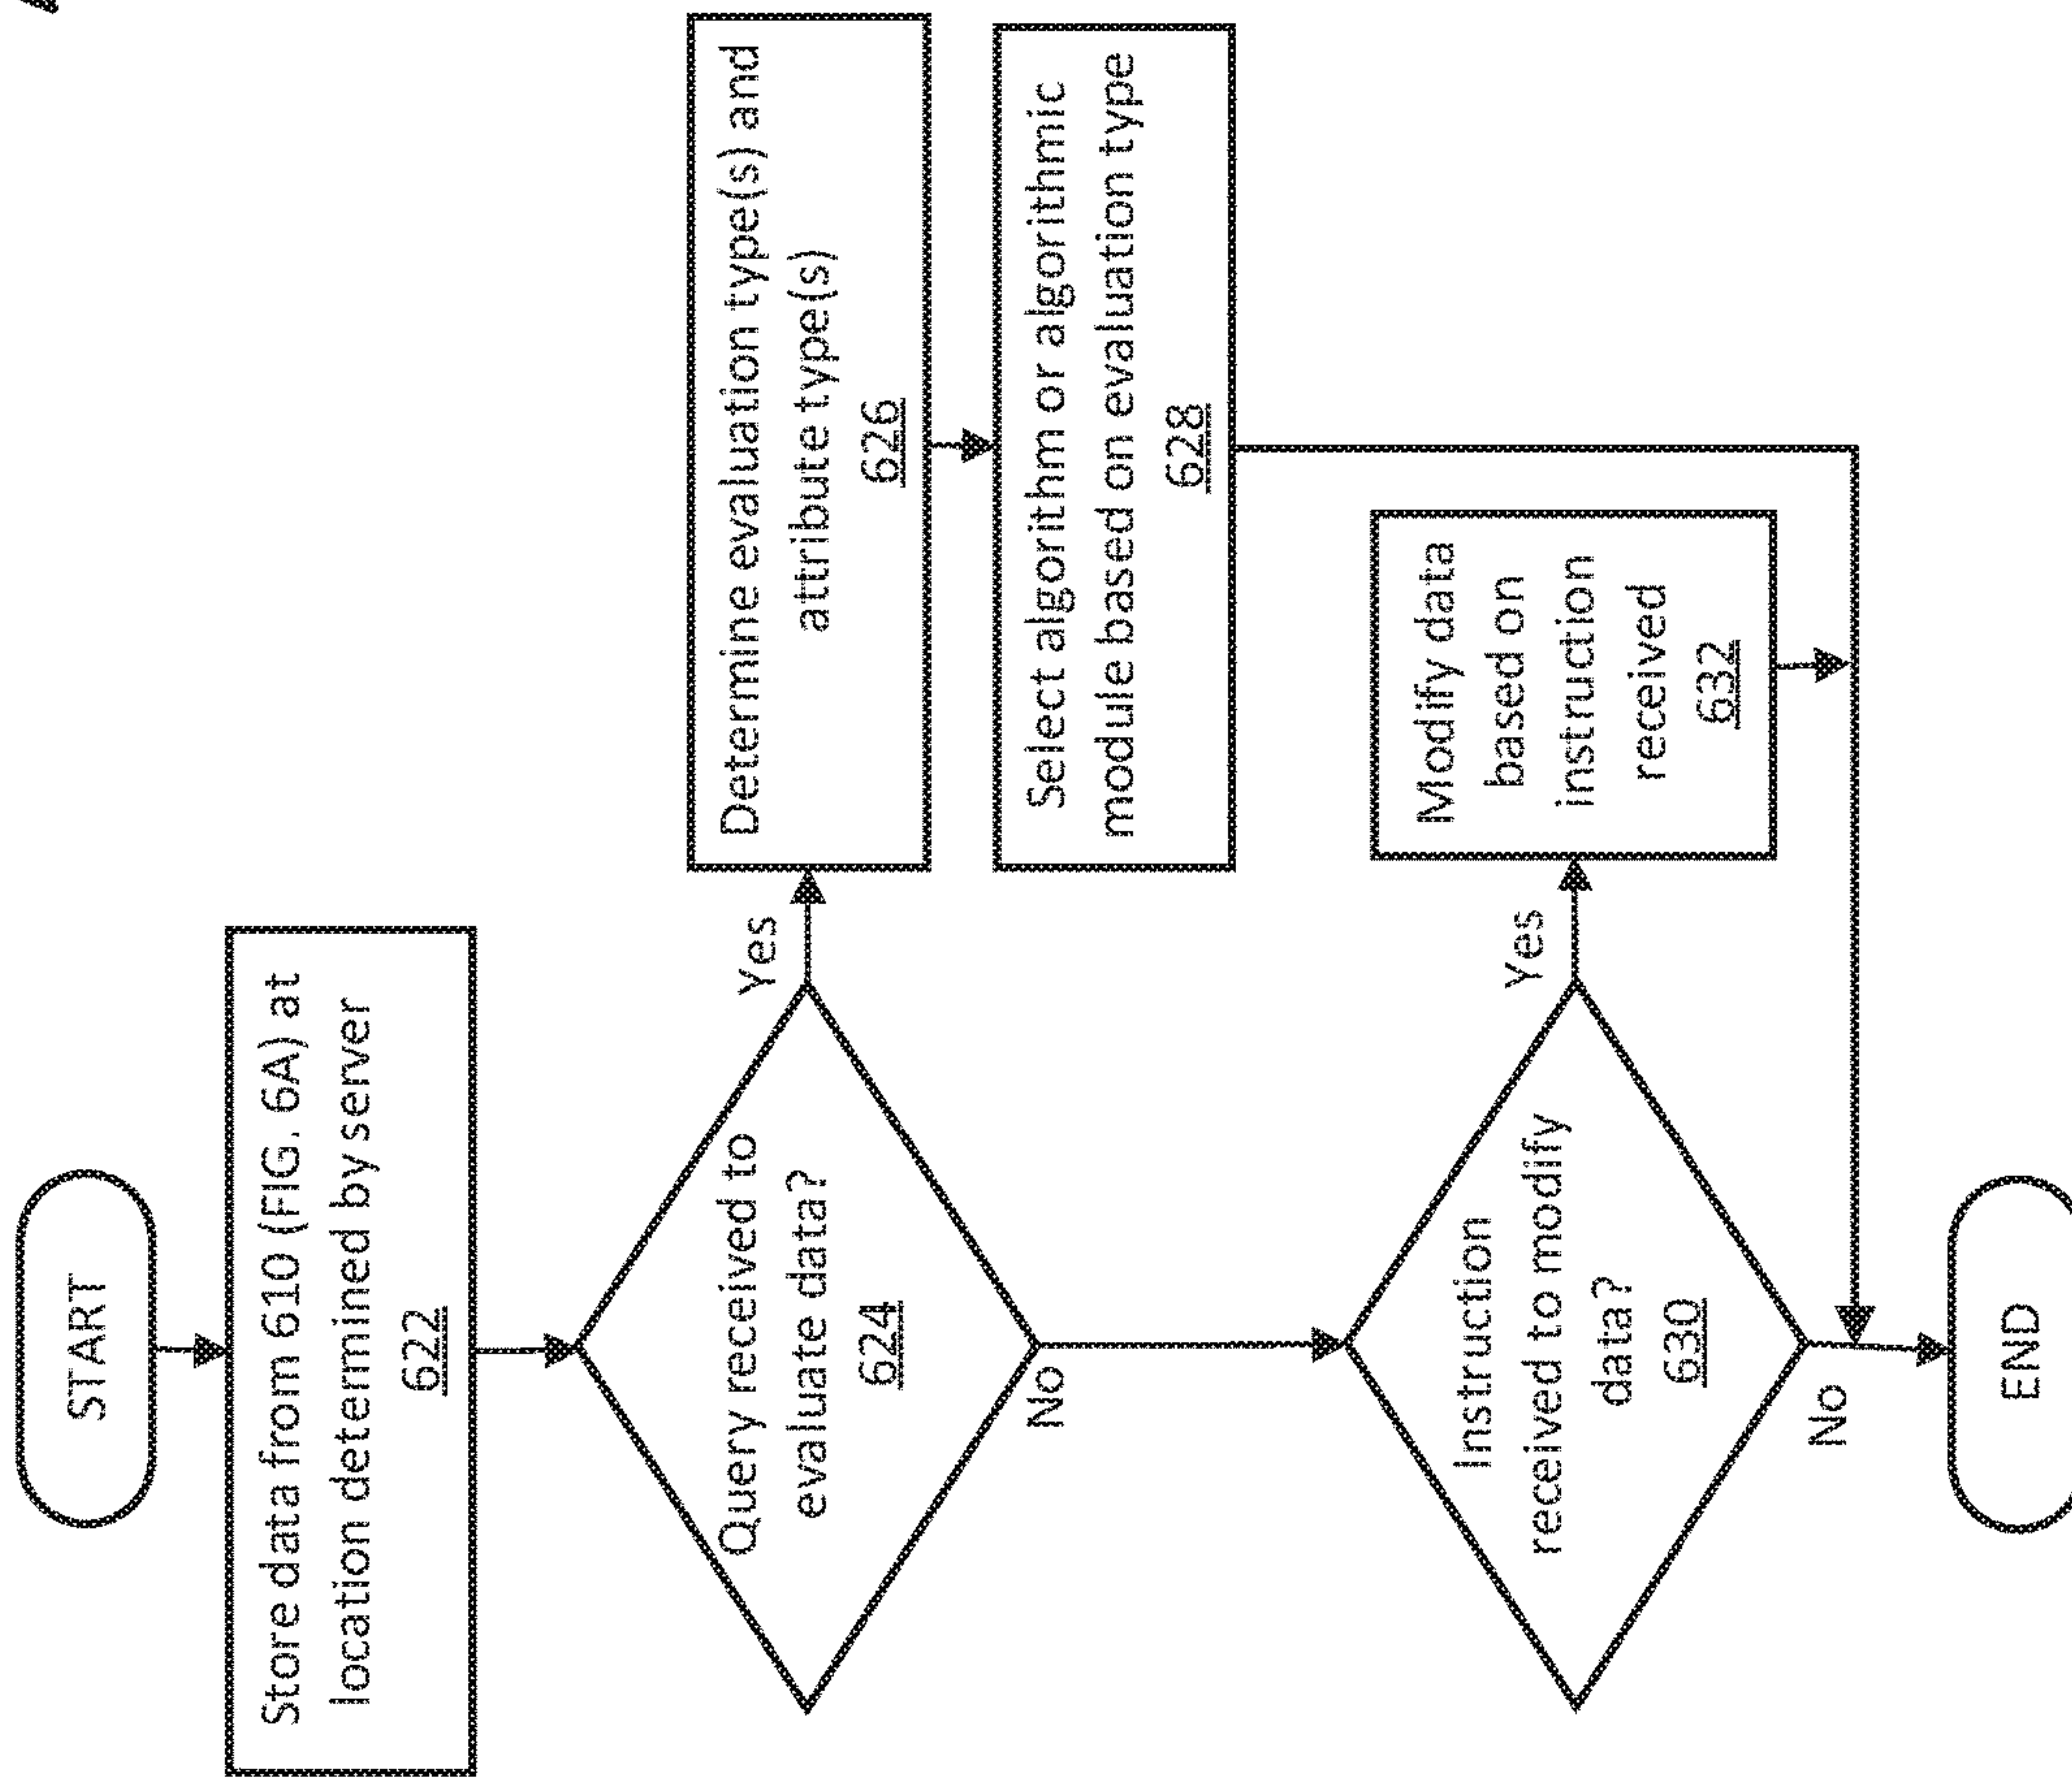 START
Store data from 610 (FIG. 6A) at
location determined by server
622
Query received to
evaluate data?
624
Yes
Determine evaluation type(s) and
attribute type(s)
626
Select algorithm or algorithmic
module based on evaluation type
628
No
Instruction
received to modify
data?
630
Yes
Modify data
based on
instruction
received
632
No
END